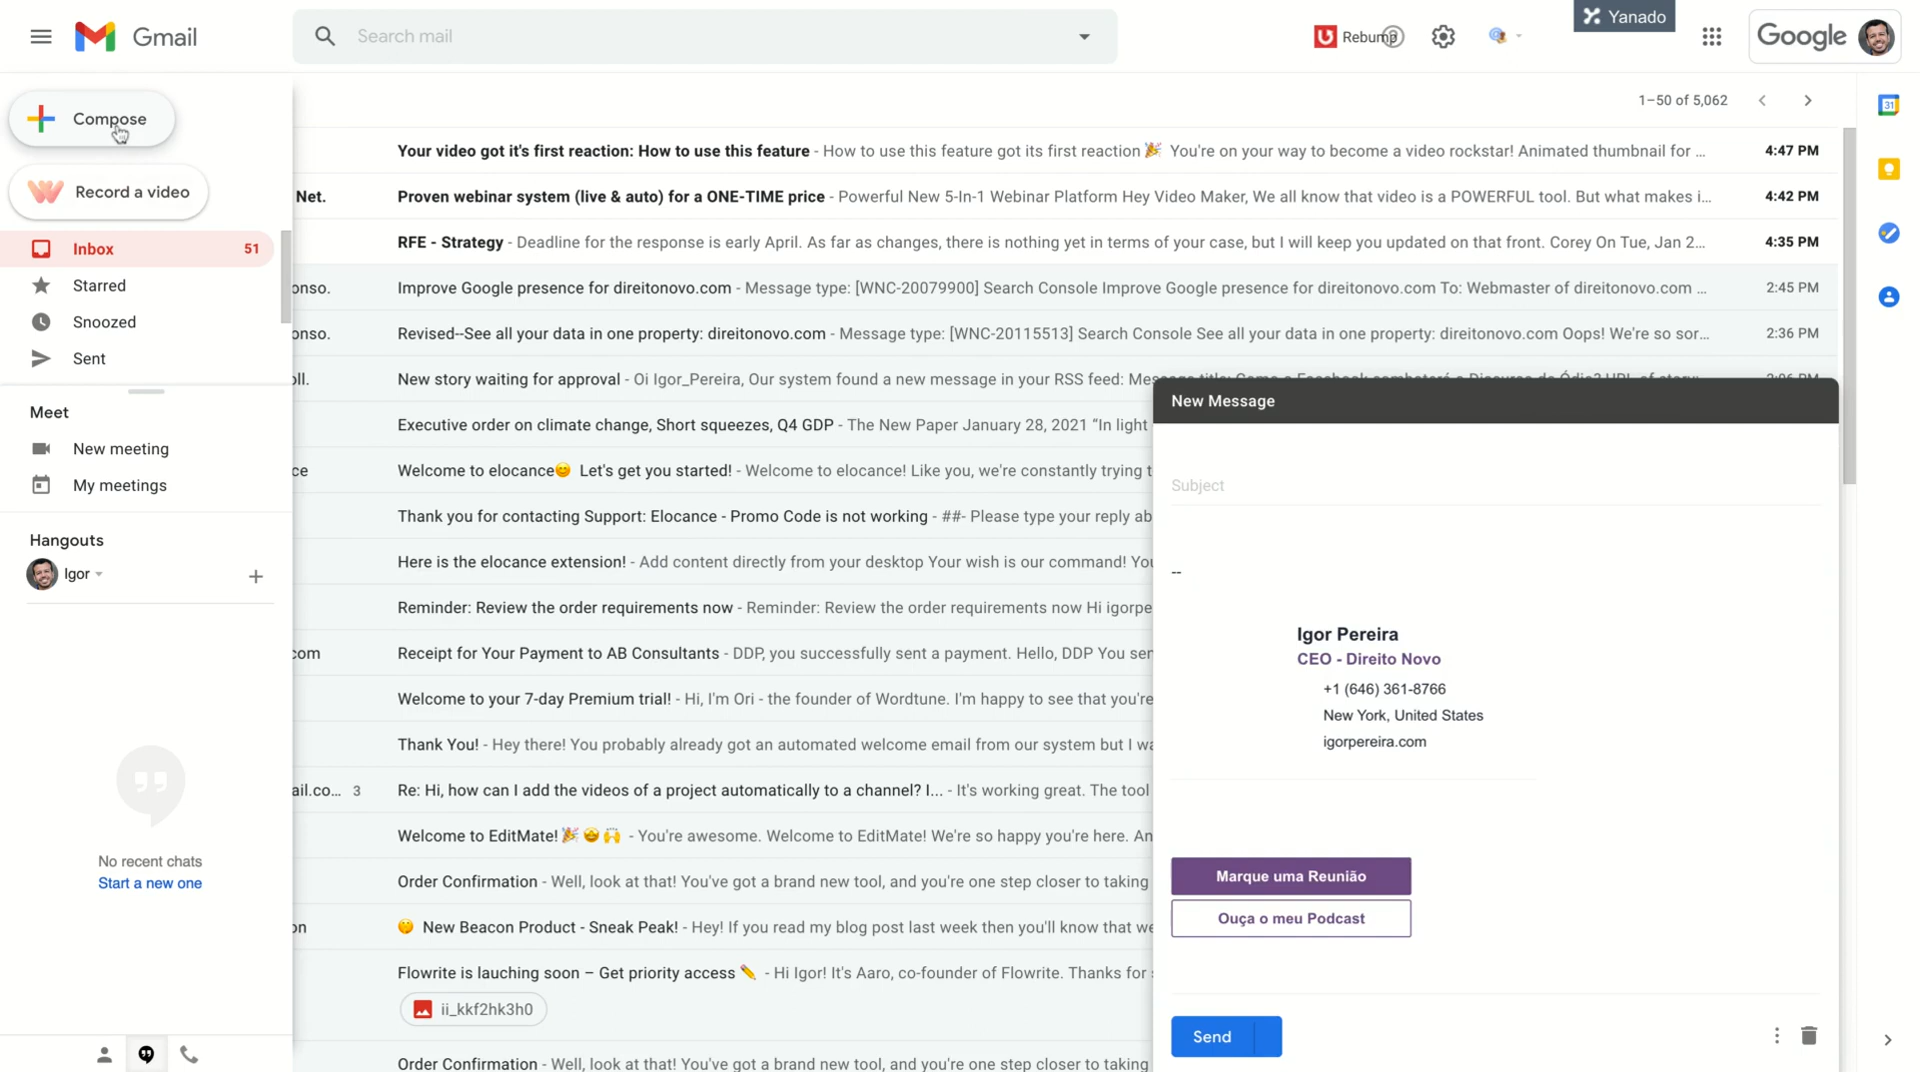 Gmail
Search mail
Rebump
Yanado
Google
Compose
Record a video
Inbox 51
Starred
Snoozed
Sent
Meet
New meeting
My meetings
Hangouts
Igor
No recent chats
Start a new one
1–50 of 5,062
Your video got it's first reaction: How to use this feature - How to use this feature got its first reaction 🎉 You're on your way to become a video rockstar! Animated thumbnail for ... 4:47 PM
Net. Proven webinar system (live & auto) for a ONE-TIME price - Powerful New 5-In-1 Webinar Platform Hey Video Maker, We all know that video is a POWERFUL tool. But what makes i... 4:42 PM
RFE - Strategy - Deadline for the response is early April. As far as changes, there is nothing yet in terms of your case, but I will keep you updated on that front. Corey On Tue, Jan 2... 4:35 PM
onso. Improve Google presence for direitonovo.com - Message type: [WNC-20079900] Search Console Improve Google presence for direitonovo.com To: Webmaster of direitonovo.com ... 2:45 PM
onso. Revised--See all your data in one property: direitonovo.com - Message type: [WNC-20115513] Search Console See all your data in one property: direitonovo.com Oops! We're so sor... 2:36 PM
oll. New story waiting for approval - Oi Igor_Pereira, Our system found a new message in your RSS feed:
Executive order on climate change, Short squeezes, Q4 GDP - The New Paper January 28, 2021 “In light
ce Welcome to elocance😊 Let's get you started! - Welcome to elocance! Like you, we're constantly trying t
Thank you for contacting Support: Elocance - Promo Code is not working - ##- Please type your reply ab
Here is the elocance extension! - Add content directly from your desktop Your wish is our command! You
Reminder: Review the order requirements now - Reminder: Review the order requirements now Hi igorpe
com Receipt for Your Payment to AB Consultants - DDP, you successfully sent a payment. Hello, DDP You sen
Welcome to your 7-day Premium trial! - Hi, I'm Ori - the founder of Wordtune. I'm happy to see that you're
Thank You! - Hey there! You probably already got an automated welcome email from our system but I wa
ail.co... 3 Re: Hi, how can I add the videos of a project automatically to a channel? I... - It's working great. The tool
Welcome to EditMate! 🎉 🤩 🙌 - You're awesome. Welcome to EditMate! We're so happy you're here. An
Order Confirmation - Well, look at that! You've got a brand new tool, and you're one step closer to taking
on 😋 New Beacon Product - Sneak Peak! - Hey! If you read my blog post last week then you'll know that we
Flowrite is lauching soon – Get priority access ✏️ - Hi Igor! It's Aaro, co-founder of Flowrite. Thanks for
ii_kkf2hk3h0
Order Confirmation - Well, look at that! You've got a brand new tool, and you're one step closer to taking
New Message
Subject
--
Igor Pereira
CEO - Direito Novo
+1 (646) 361-8766
New York, United States
igorpereira.com
Marque uma Reunião
Ouça o meu Podcast
Send
31